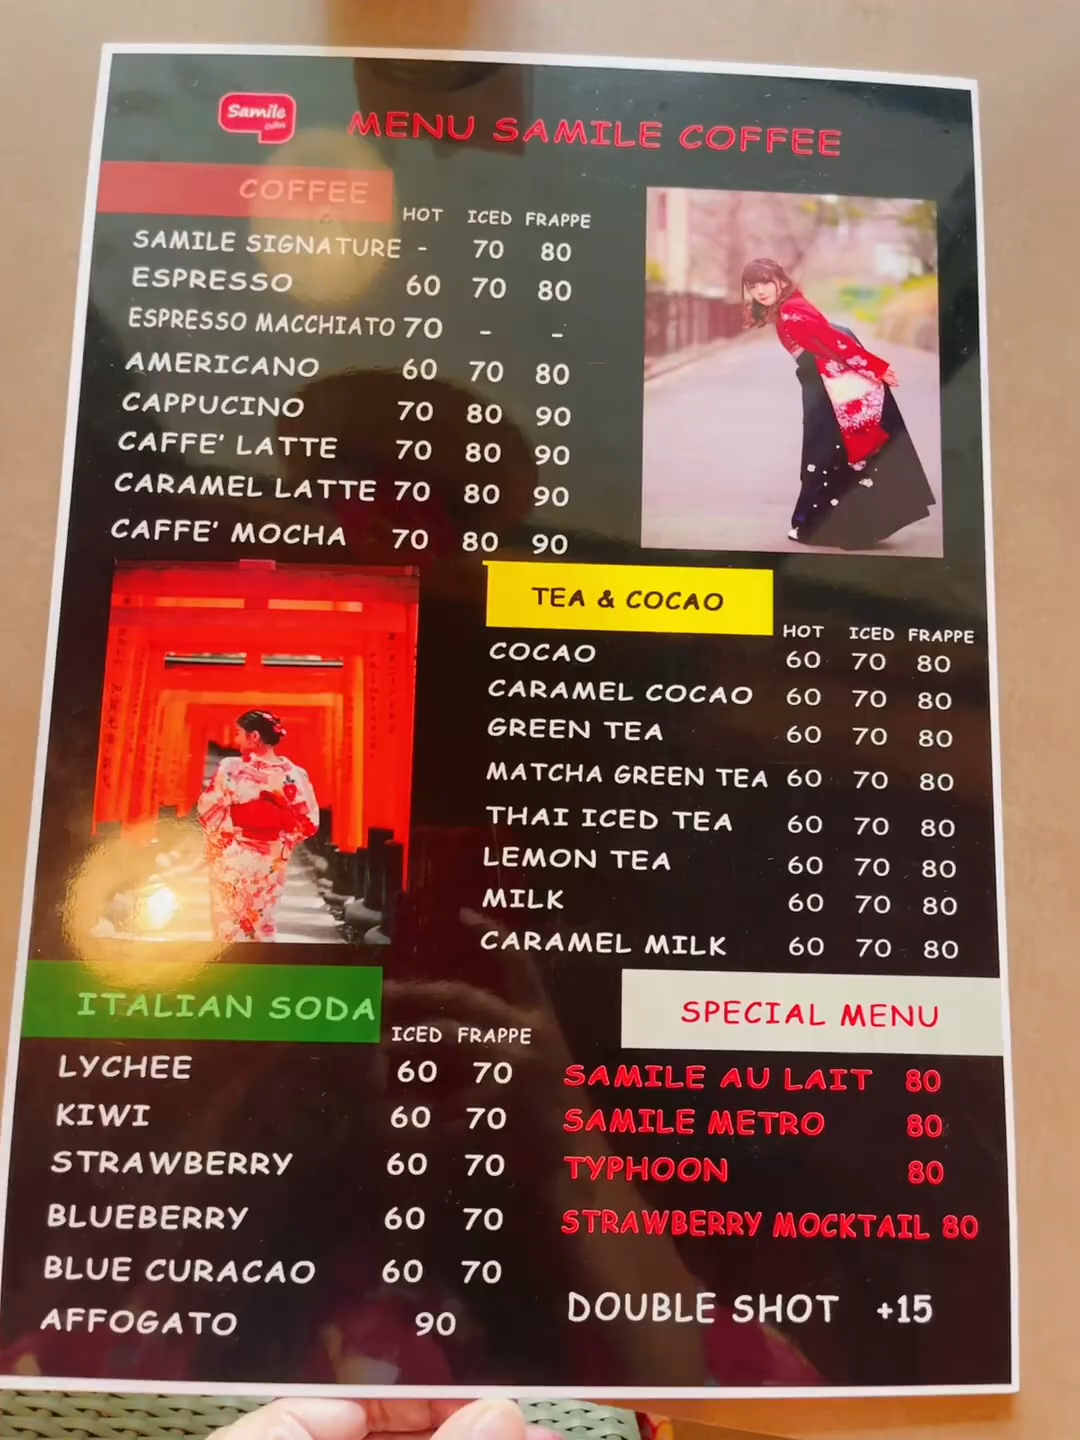 Samile
Coffee
MENU SAMILE COFFEE
COFFEE
HOT ICED FRAPPE
SAMILE SIGNATURE - 70 80
ESPRESSO 60 70 80
ESPRESSO MACCHIATO 70 - -
AMERICANO 60 70 80
CAPPUCINO 70 80 90
CAFFE' LATTE 70 80 90
CARAMEL LATTE 70 80 90
CAFFE' MOCHA 70 80 90
TEA & COCAO
HOT ICED FRAPPE
COCAO 60 70 80
CARAMEL COCAO 60 70 80
GREEN TEA 60 70 80
MATCHA GREEN TEA 60 70 80
THAI ICED TEA 60 70 80
LEMON TEA 60 70 80
MILK 60 70 80
CARAMEL MILK 60 70 80
ITALIAN SODA
ICED FRAPPE
LYCHEE 60 70
KIWI 60 70
STRAWBERRY 60 70
BLUEBERRY 60 70
BLUE CURACAO 60 70
AFFOGATO 90
SPECIAL MENU
SAMILE AU LAIT 80
SAMILE METRO 80
TYPHOON 80
STRAWBERRY MOCKTAIL 80
DOUBLE SHOT +15